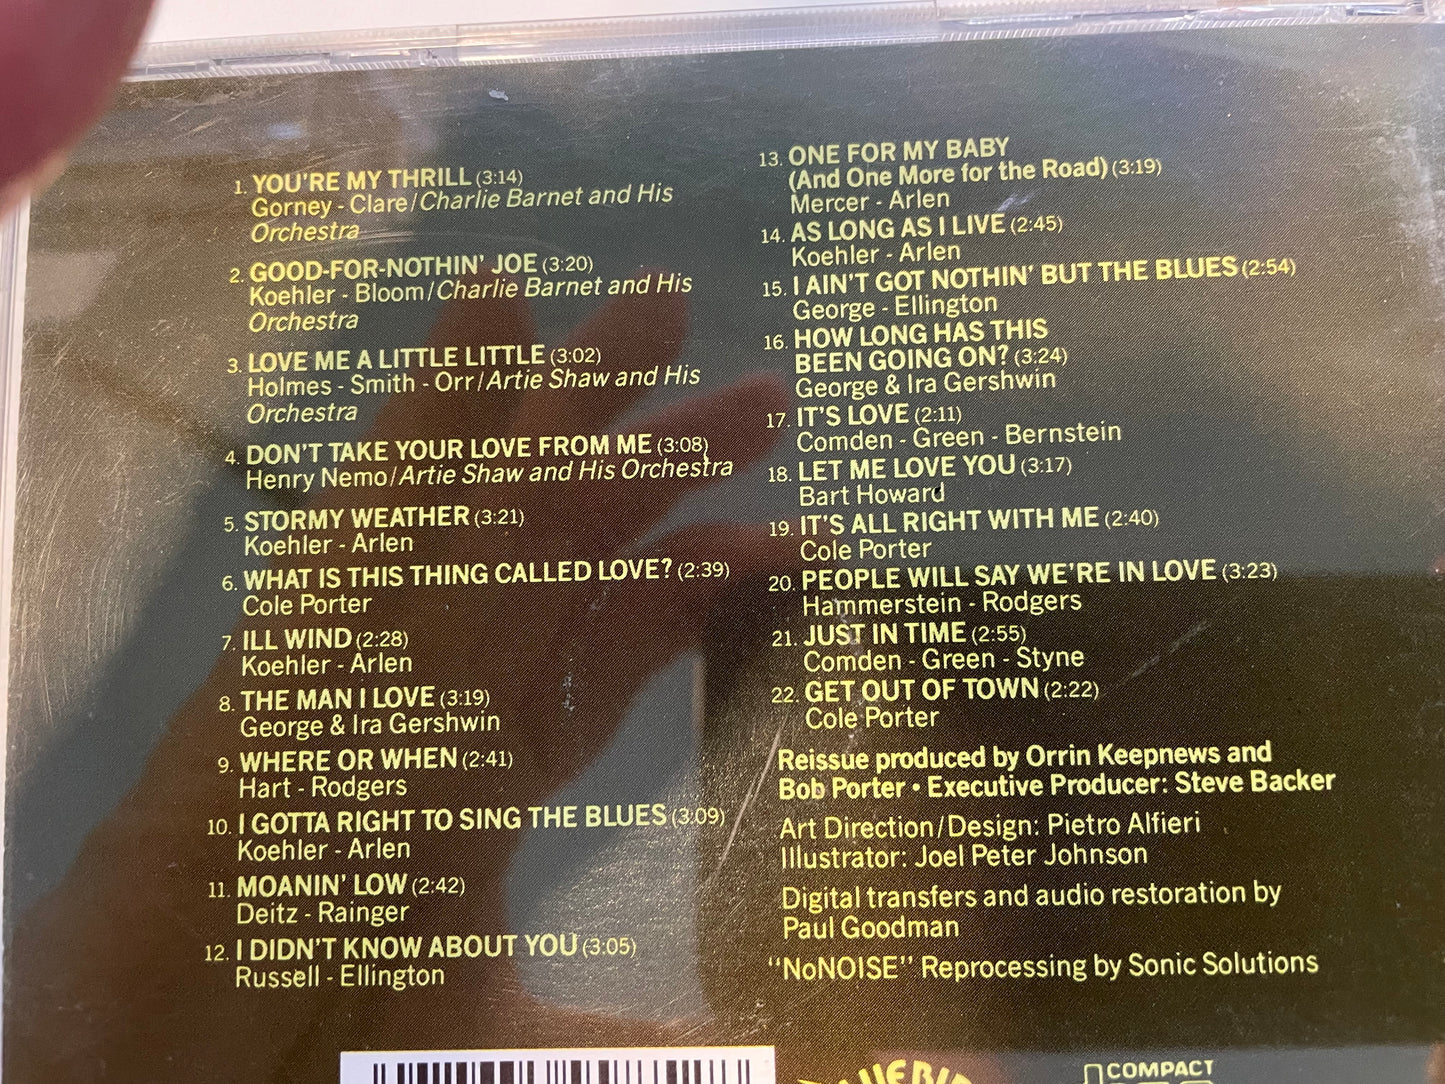 1. YOU'RE MY THRILL (3:14)
Gorney - Clare/Charlie Barnet and His
Orchestra
2. GOOD-FOR-NOTHIN' JOE (3:20)
Koehler - Bloom/Charlie Barnet and His
Orchestra
3. LOVE ME A LITTLE LITTLE (3:02)
Holmes - Smith - Orr/Artie Shaw and His
Orchestra
4. DON'T TAKE YOUR LOVE FROM ME (3:08)
Henry Nemo/Artie Shaw and His Orchestra
5. STORMY WEATHER (3:21)
Koehler - Arlen
6. WHAT IS THIS THING CALLED LOVE? (2:39)
Cole Porter
7. ILL WIND (2:28)
Koehler - Arlen
8. THE MAN I LOVE (3:19)
George & Ira Gershwin
9. WHERE OR WHEN (2:41)
Hart - Rodgers
10. I GOTTA RIGHT TO SING THE BLUES (3:09)
Koehler - Arlen
11. MOANIN' LOW (2:42)
Deitz - Rainger
12. I DIDN'T KNOW ABOUT YOU (3:05)
Russell - Ellington
13. ONE FOR MY BABY
(And One More for the Road) (3:19)
Mercer - Arlen
14. AS LONG AS I LIVE (2:45)
Koehler - Arlen
15. I AIN'T GOT NOTHIN' BUT THE BLUES (2:54)
George - Ellington
16. HOW LONG HAS THIS
BEEN GOING ON? (3:24)
George & Ira Gershwin
17. IT'S LOVE (2:11)
Comden - Green - Bernstein
18. LET ME LOVE YOU (3:17)
Bart Howard
19. IT'S ALL RIGHT WITH ME (2:40)
Cole Porter
20. PEOPLE WILL SAY WE'RE IN LOVE (3:23)
Hammerstein - Rodgers
21. JUST IN TIME (2:55)
Comden - Green - Styne
22. GET OUT OF TOWN (2:22)
Cole Porter
Reissue produced by Orrin Keepnews and
Bob Porter • Executive Producer: Steve Backer
Art Direction/Design: Pietro Alfieri
Illustrator: Joel Peter Johnson
Digital transfers and audio restoration by
Paul Goodman
"NoNOISE" Reprocessing by Sonic Solutions
COMPACT